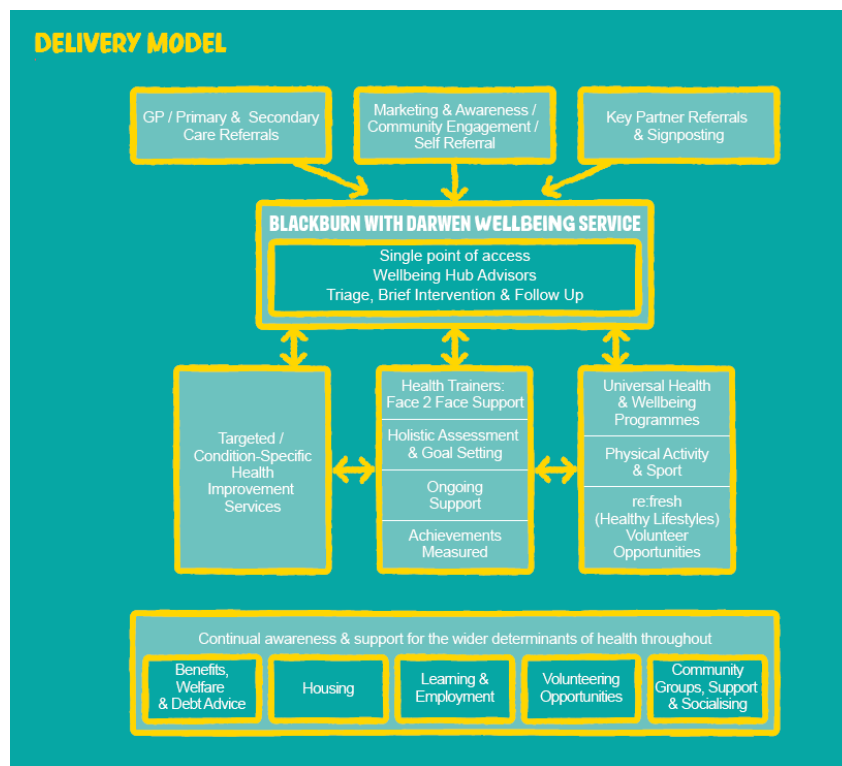 DELIVERY MODEL
GP / Primary & Secondary
Care Referrals
Marketing & Awareness /
Community Engagement /
Self Referral
Key Partner Referrals
& Signposting
BLACKBURN WITH DARWEN WELLBEING SERVICE
Single point of access
Wellbeing Hub Advisors
Triage, Brief Intervention & Follow Up
Targeted /
Condition-Specific
Health
Improvement
Services
Health Trainers:
Face 2 Face Support
Holistic Assessment
& Goal Setting
Ongoing
Support
Achievements
Measured
Universal Health
& Wellbeing
Programmes
Physical Activity
& Sport
re:fresh
(Healthy Lifestyles)
Volunteer
Opportunities
Continual awareness & support for the wider determinants of health throughout
Benefits,
Welfare
& Debt Advice
Housing
Learning &
Employment
Volunteering
Opportunities
Community
Groups, Support
& Socialising